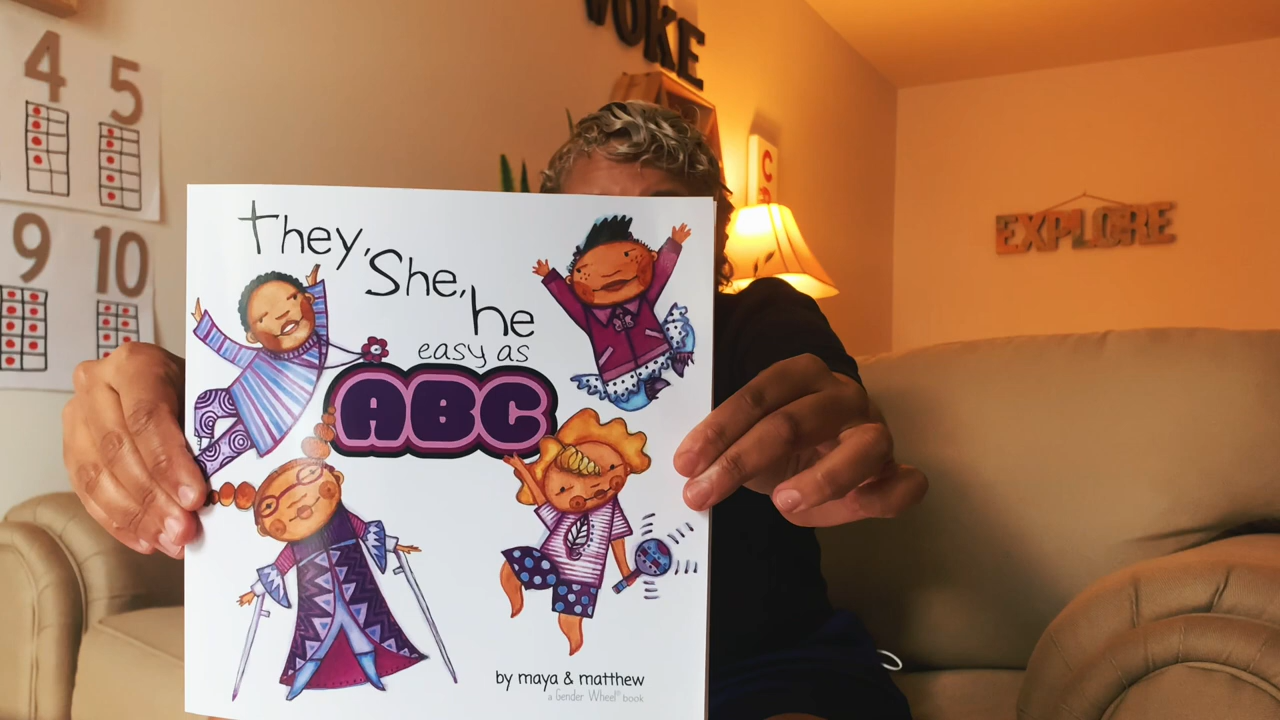 4
5
9
10
WOKE
C
EXPLORE
They, She, he
easy as
ABC
by maya & matthew
a Gender Wheel® book